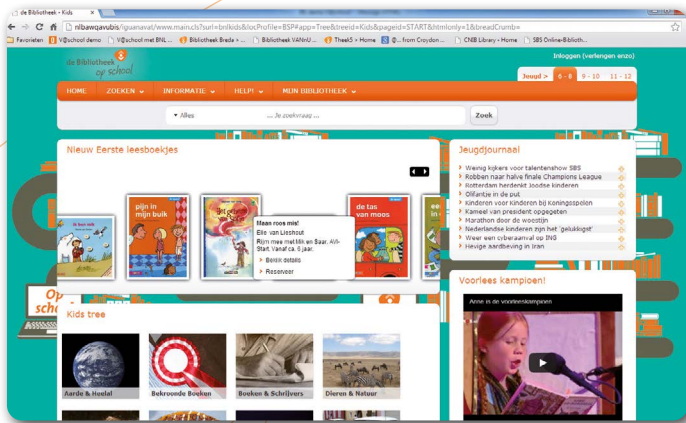 de Bibliotheek - Kids
nlbawqavubis/iguanaval/www.main.cls?surl=bnlkids&locProfile=BSP#app=Tree&treeid=Kids&pageid=START&htmlonly=1&breadCrumb=
Favorieten V@school demo V@school met BNL ... Bibliotheek Breda » ... Bibliotheek VANnU ... Theek5 » Home @... from Croydon ... CNIB Library - Home SBS Online-Biblioth...
de Bibliotheek
op school
Inloggen (verlengen enzo)
Jeugd > 6 - 8 9 - 10 11 - 12
HOME ZOEKEN INFORMATIE HELP! MIJN BIBLIOTHEEK
Alles ... Je zoekvraag ... Zoek
Nieuw Eerste leesboekjes
pijn in
mijn buik
de tas
van moos
Maan roos mis!
Elle van Lieshout
Rijm mee met Mik en Saar. AVI-
Start. Vanaf ca. 6 jaar.
Bekijk details
Reserveer
Jeugdjournaal
Weinig kijkers voor talentenshow SBS
Robben naar halve finale Champions League
Rotterdam herdenkt Joodse kinderen
Olifantje in de put
Kinderen voor Kinderen bij Koningsspelen
Kameel van president opgegeten
Marathon door de woestijn
Nederlandse kinderen zijn het 'gelukkigst'
Weer een cyberaanval op ING
Hevige aardbeving in Iran
Voorlees kampioen!
Anne is de voorleeskampioen
Op
Kids tree
Aarde & Heelal
Bekroonde Boeken
Boeken & Schrijvers
Dieren & Natuur